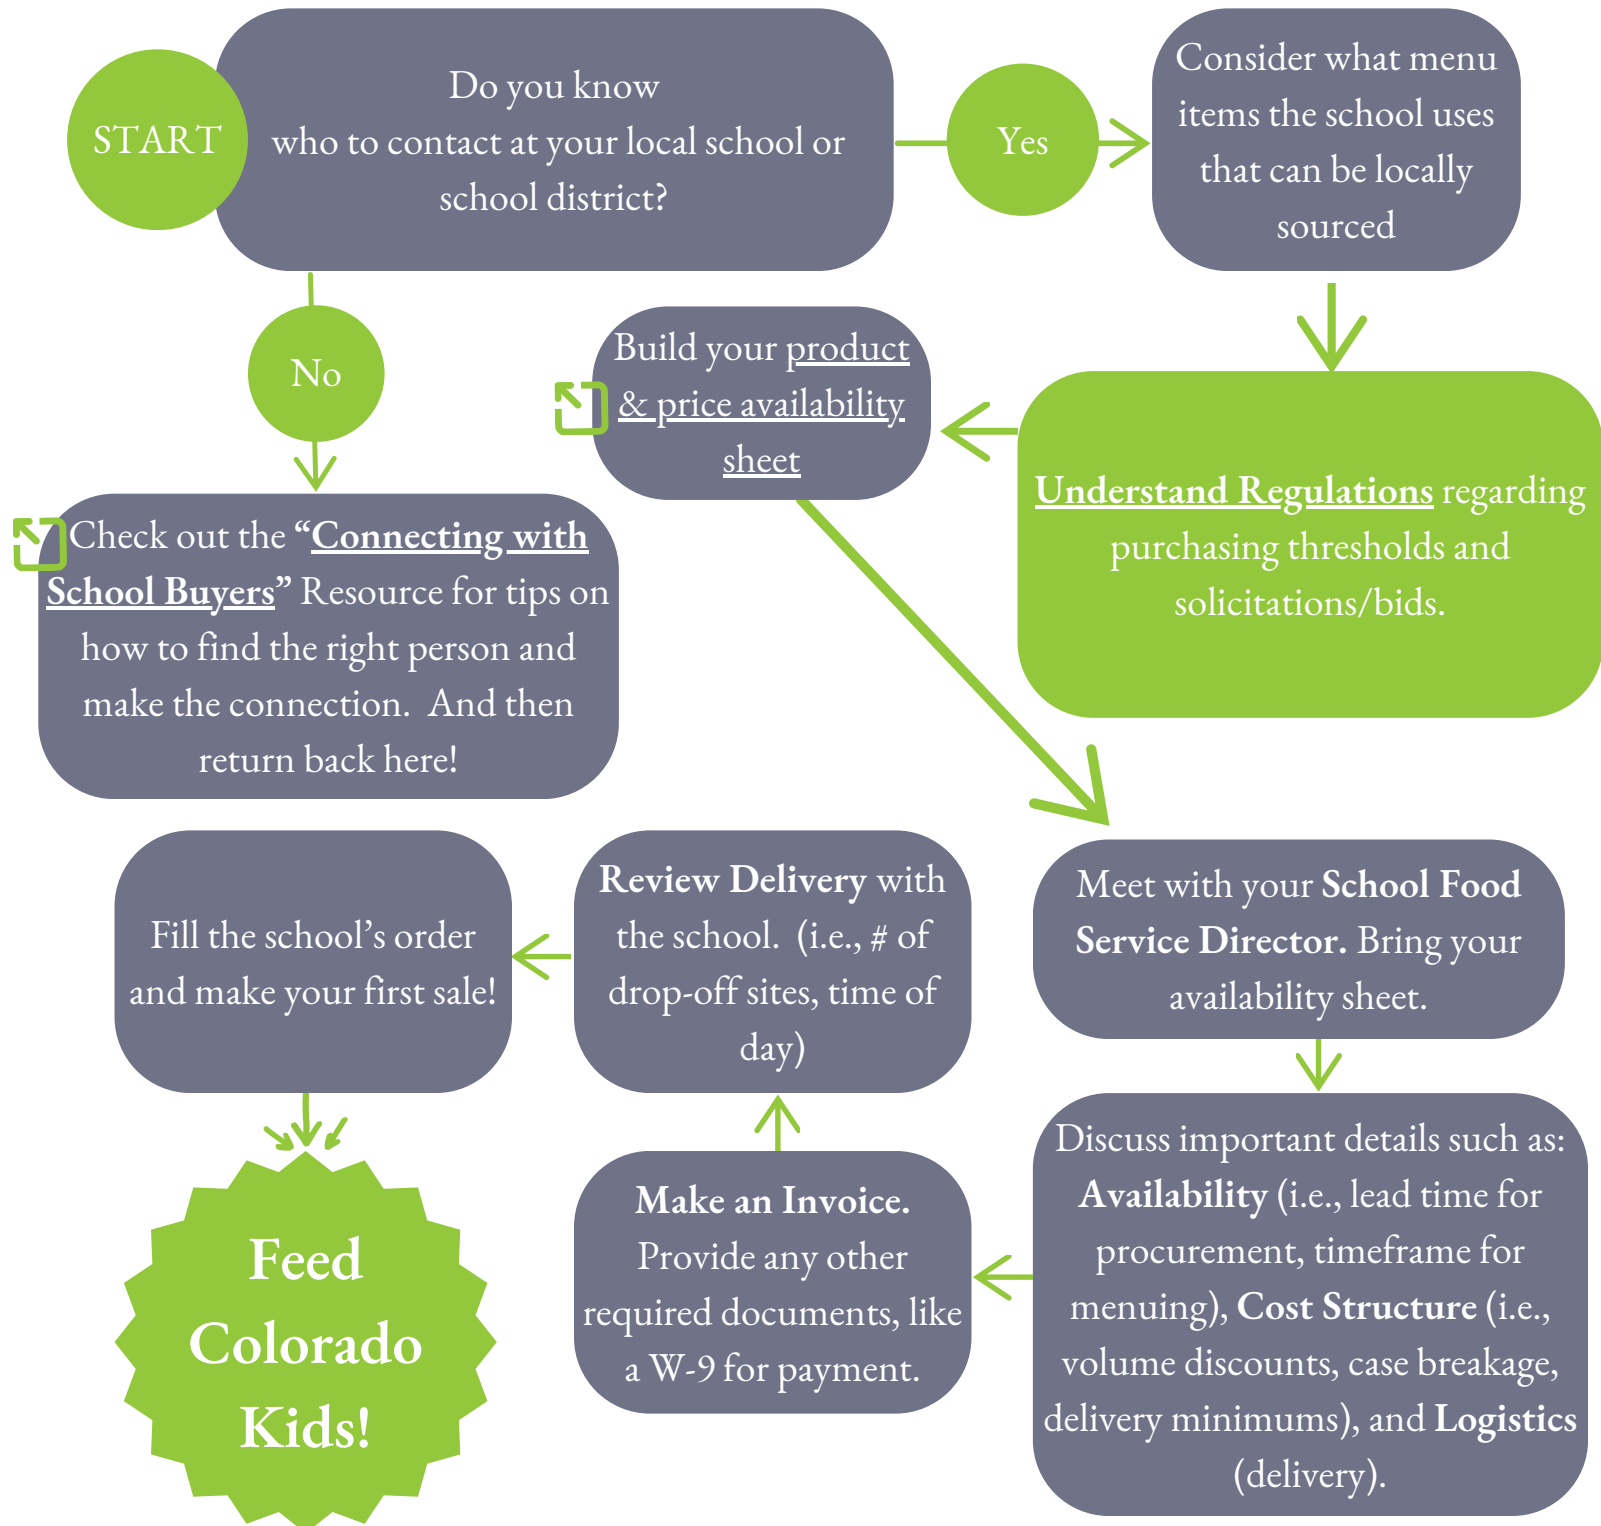 START
Do you know
who to contact at your local school or
school district?
Yes
Consider what menu
items the school uses
that can be locally
sourced
No
Check out the “Connecting with
School Buyers” Resource for tips on
how to find the right person and
make the connection.  And then
return back here!
Understand Regulations regarding
purchasing thresholds and
solicitations/bids.
Build your product
& price availability
sheet
Meet with your School Food
Service Director. Bring your
availability sheet.
Discuss important details such as:
Availability (i.e., lead time for
procurement, timeframe for
menuing), Cost Structure (i.e.,
volume discounts, case breakage,
delivery minimums), and Logistics
(delivery).
Make an Invoice.
Provide any other
required documents, like
a W-9 for payment.
Review Delivery with
the school.  (i.e., # of
drop-off sites, time of
day)
Fill the school’s order
and make your first sale!
Feed
Colorado
Kids!